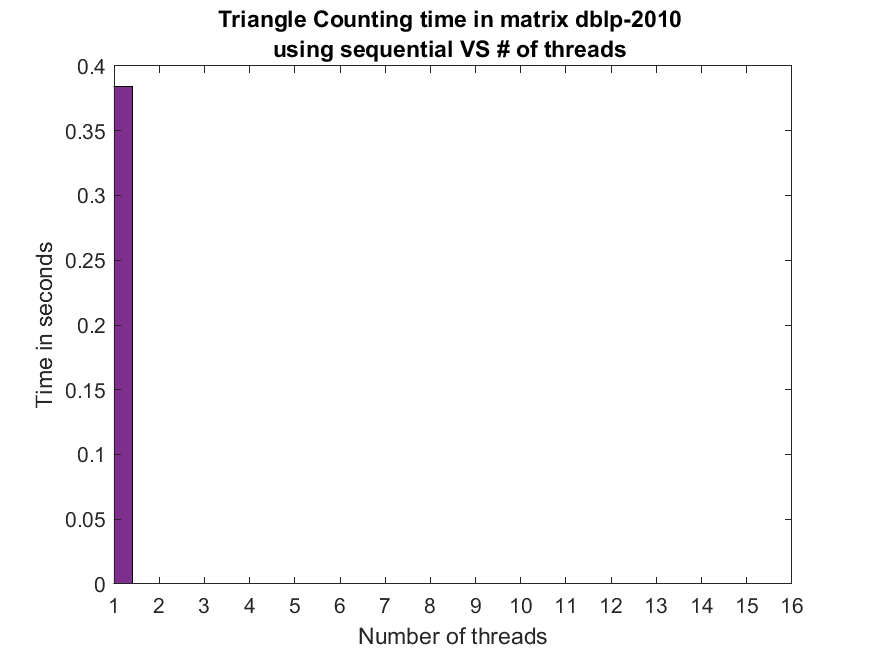 Triangle Counting time in matrix dblp-2010
using sequential VS # of threads
0.4
0.35
0.3
0.25
0.2
0.15
0.1
0.05
0
Time in seconds
1 2 3 4 5 6 7 8 9 10 11 12 13 14 15 16
Number of threads